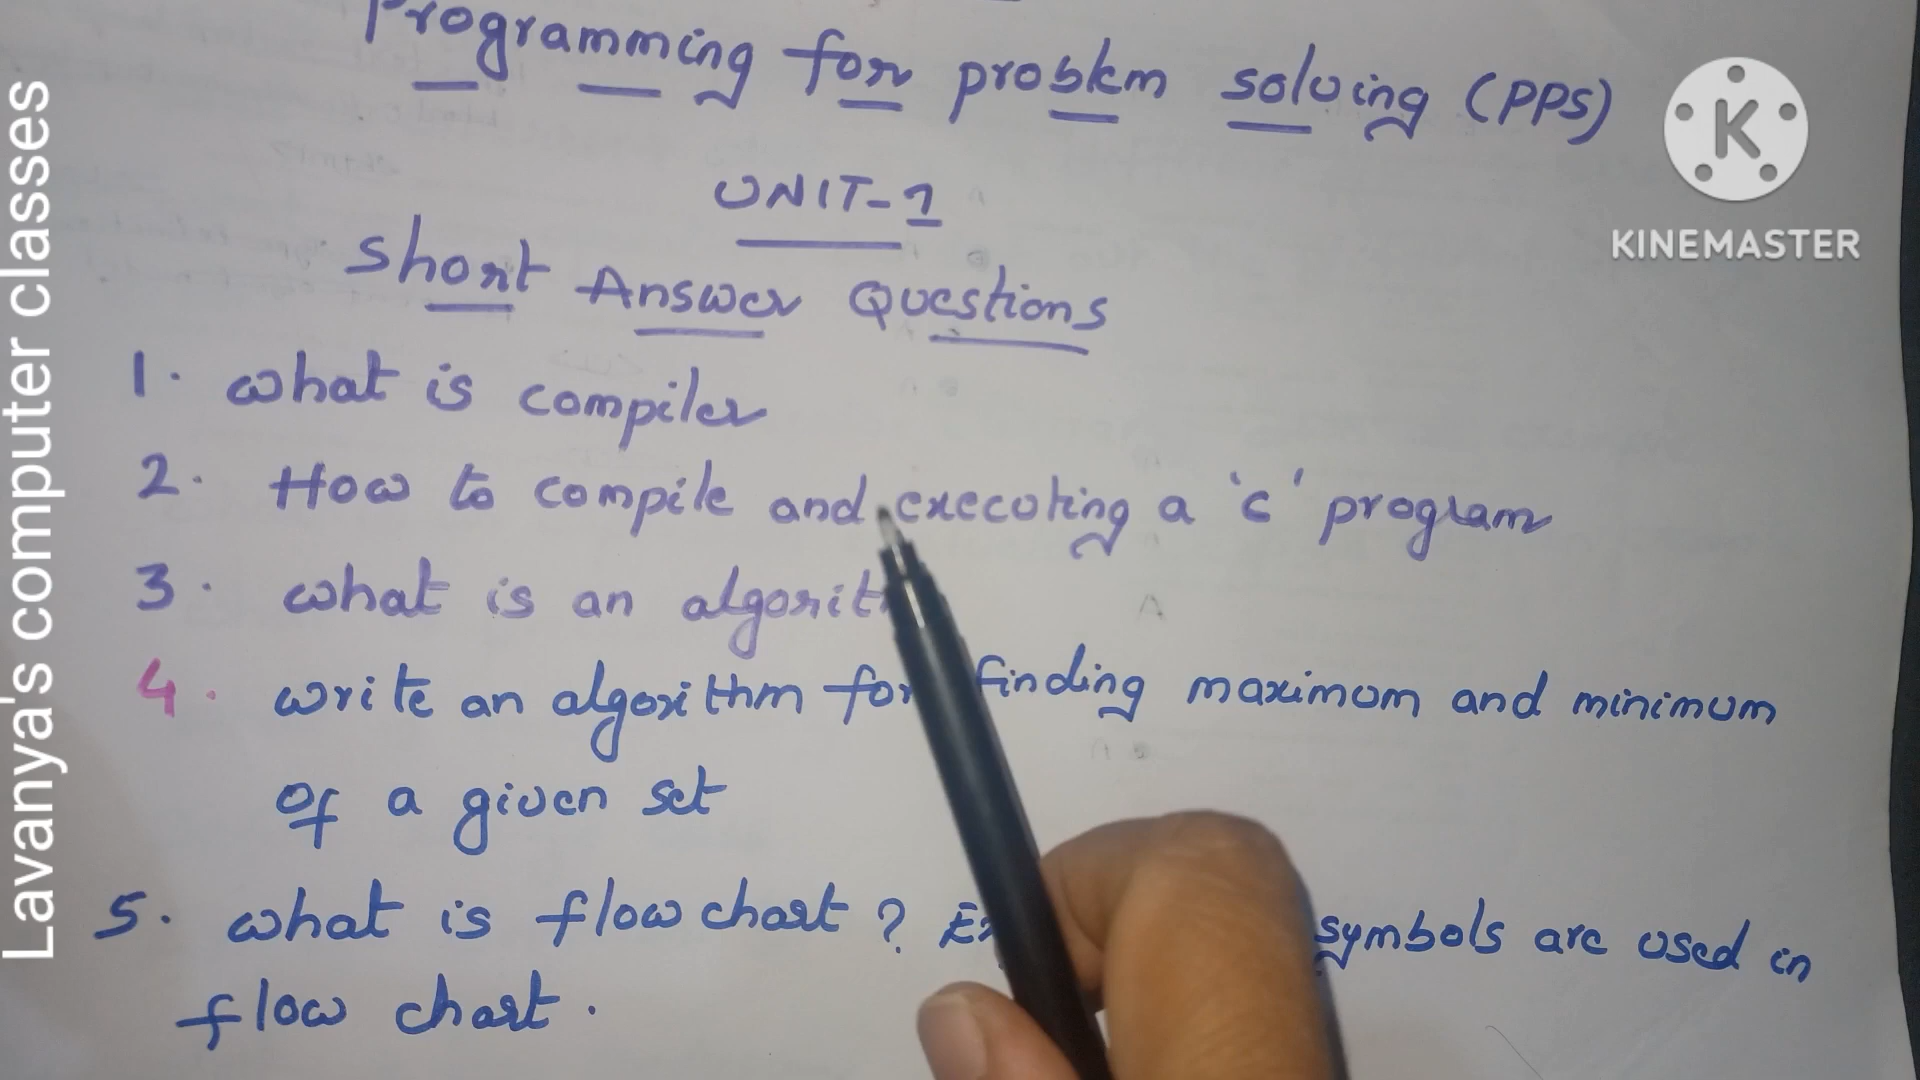 Programming for problem solving (PPS)
UNIT-1
Short Answer Questions
1. what is compiler
2. How to compile and executing a 'c' program
3. what is an
4. write an algorithm for finding maximum and minimum
of a given set
5. what is flow chart ? symbols are used in
flow chart.
Lavanya's computer classes
K
KINEMASTER